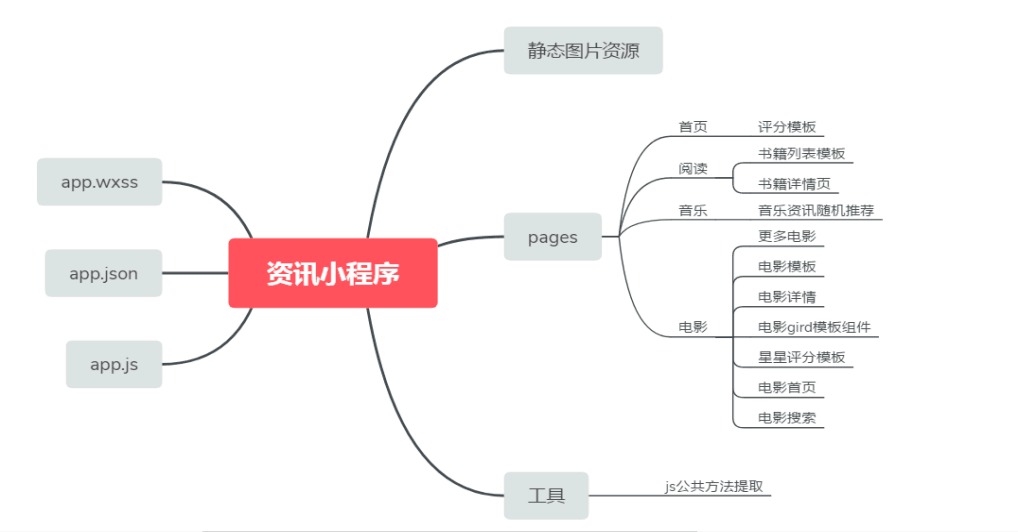 静态图片资源
首页
评分模板
阅读
书籍列表模板
书籍详情页
音乐
音乐资讯随机推荐
pages
电影
更多电影
电影模板
电影详情
电影gird模板组件
星星评分模板
电影首页
电影搜索
工具
js公共方法提取
资讯小程序
app.wxss
app.json
app.js